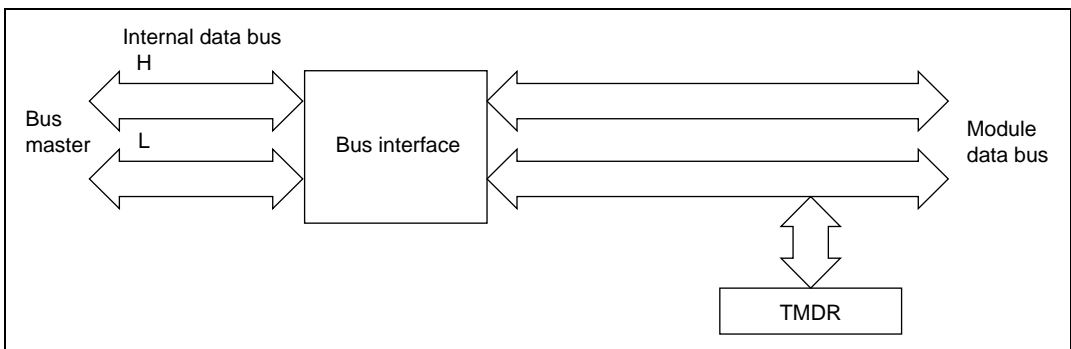 Internal data bus
H
Bus
master
L
Bus interface
Module
data bus
TMDR